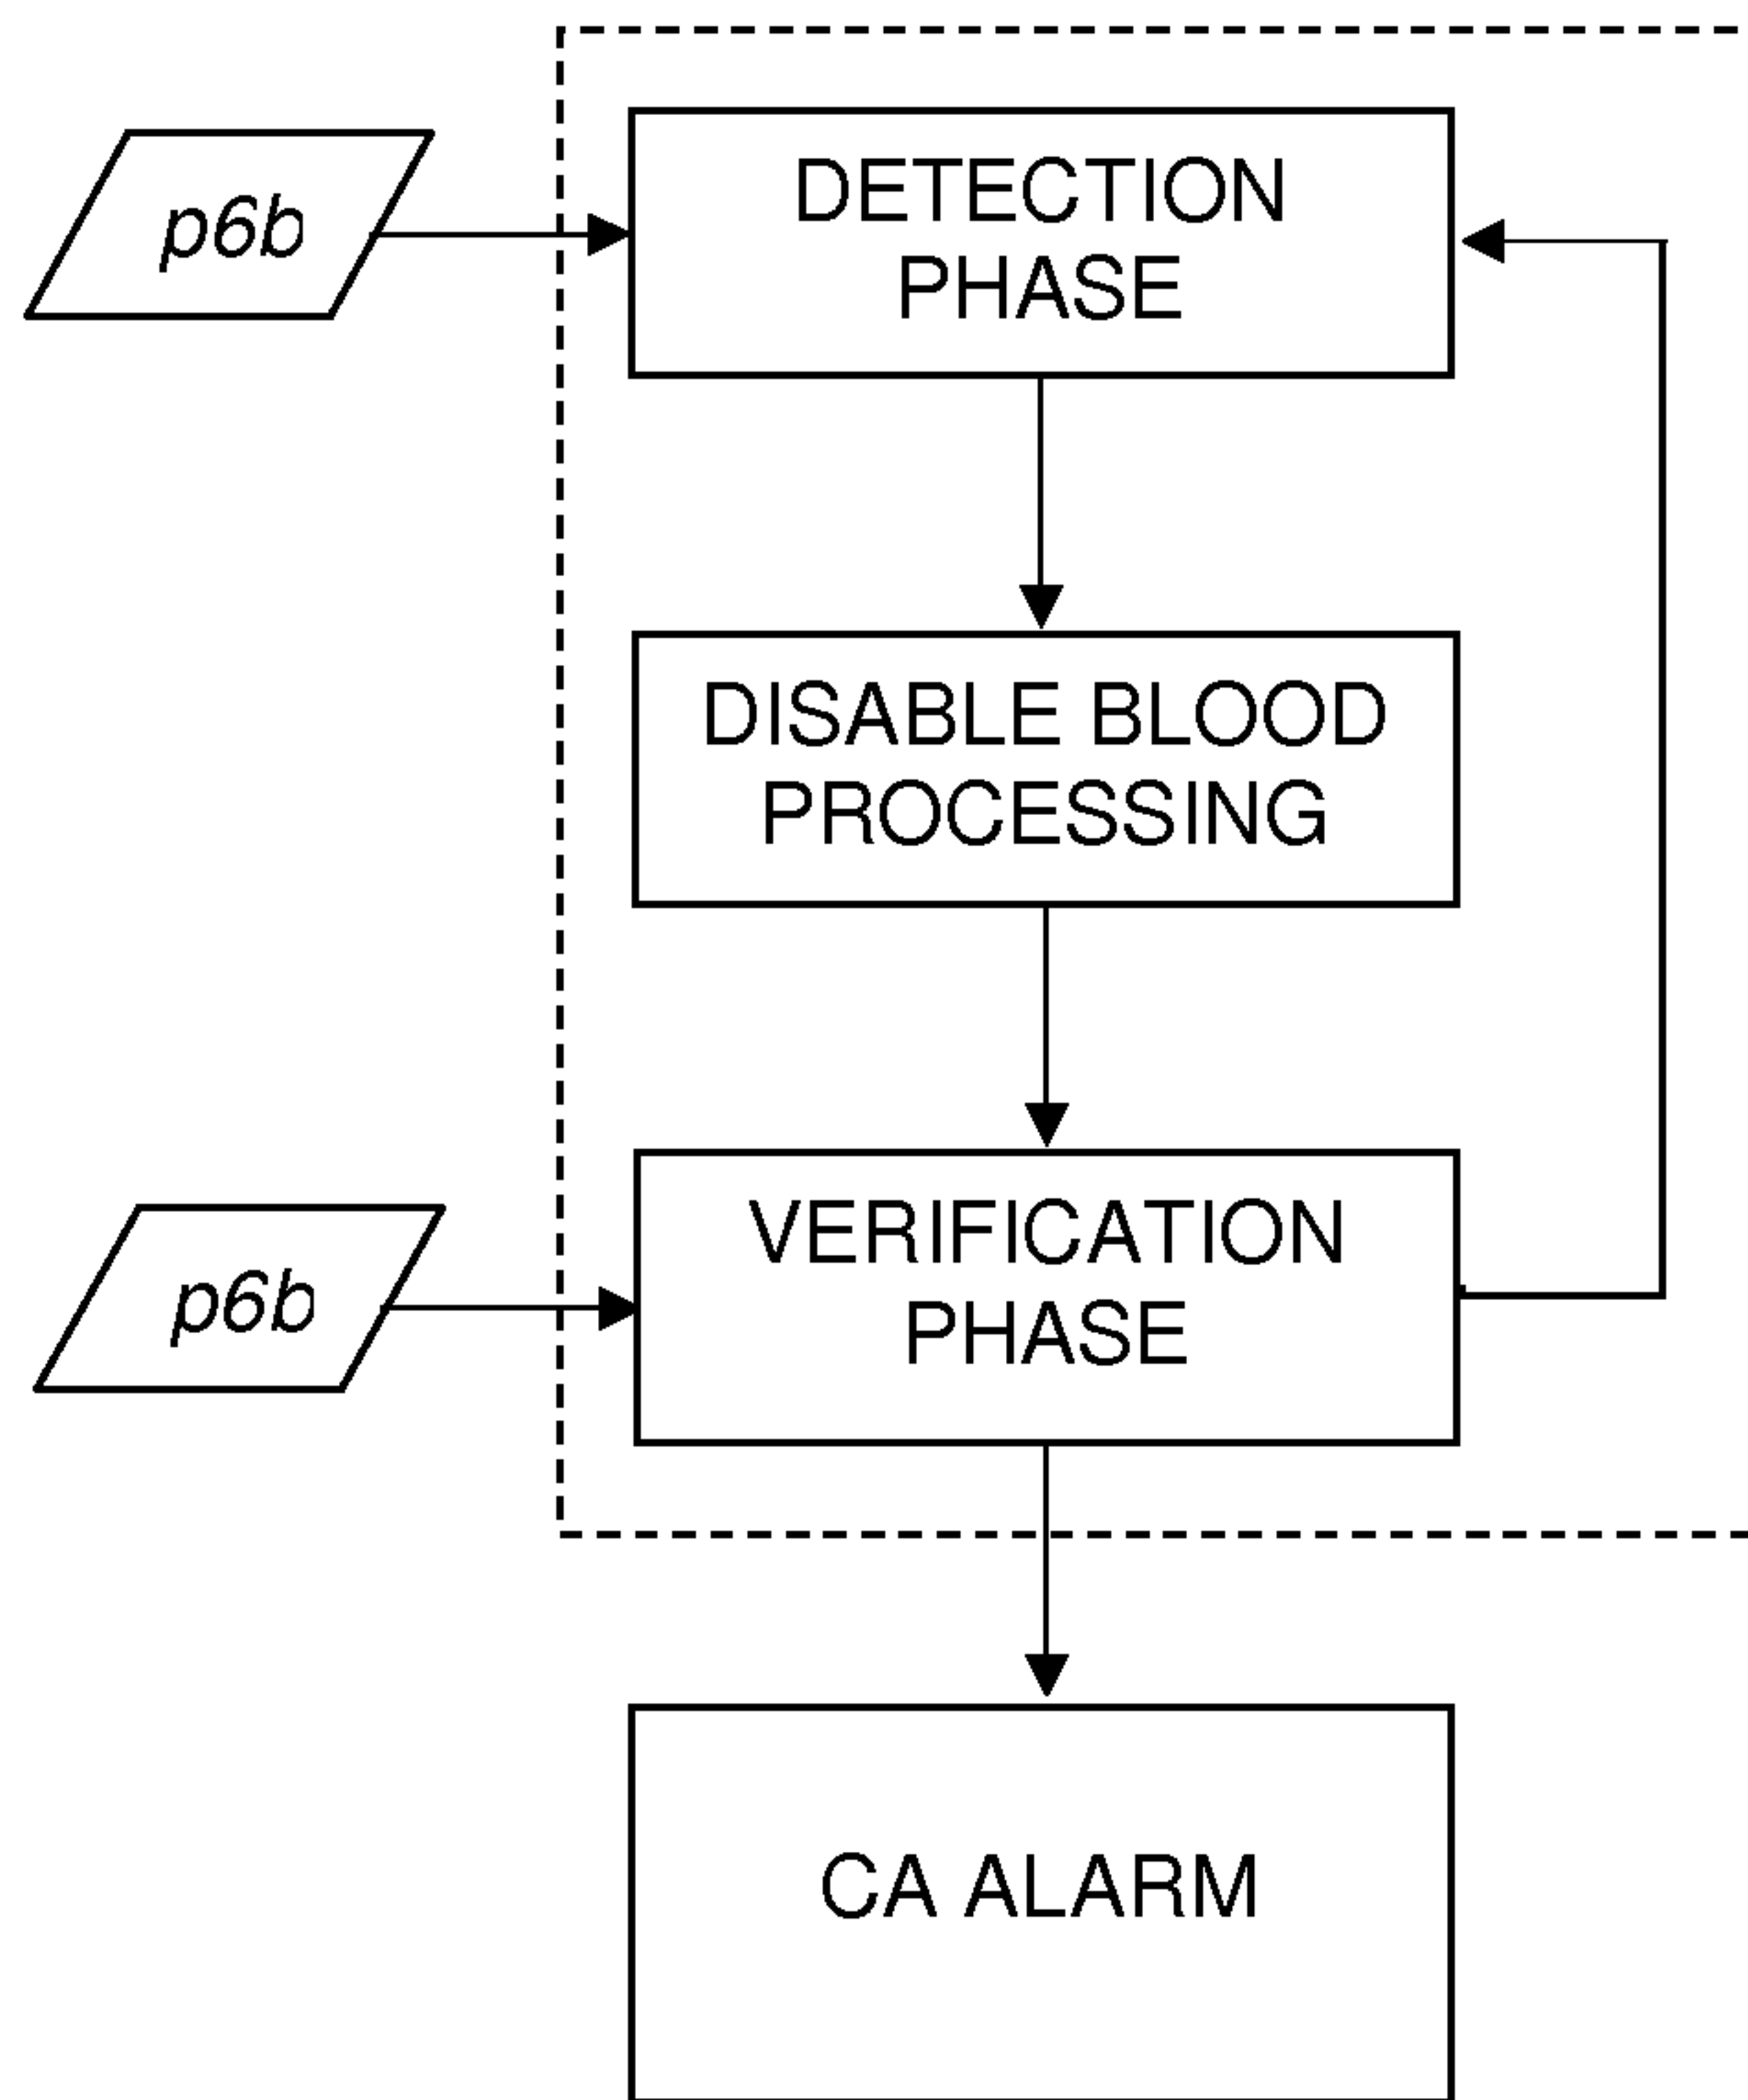 p6b
DETECTION
PHASE
DISABLE BLOOD
PROCESSING
p6b
VERIFICATION
PHASE
CA ALARM